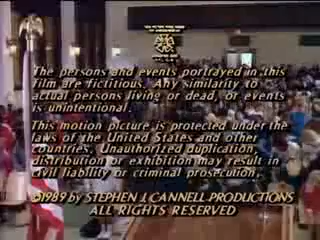 The persons and events portrayed in this
film are fictitious. Any similarity to
actual persons living or dead, or events
is unintentional.
This motion picture is protected under the
laws of the United States and other
countries. Unauthorized duplication,
distribution or exhibition may result in
civil liability or criminal prosecution.
©1989 by STEPHEN J. CANNELL PRODUCTIONS
ALL RIGHTS RESERVED